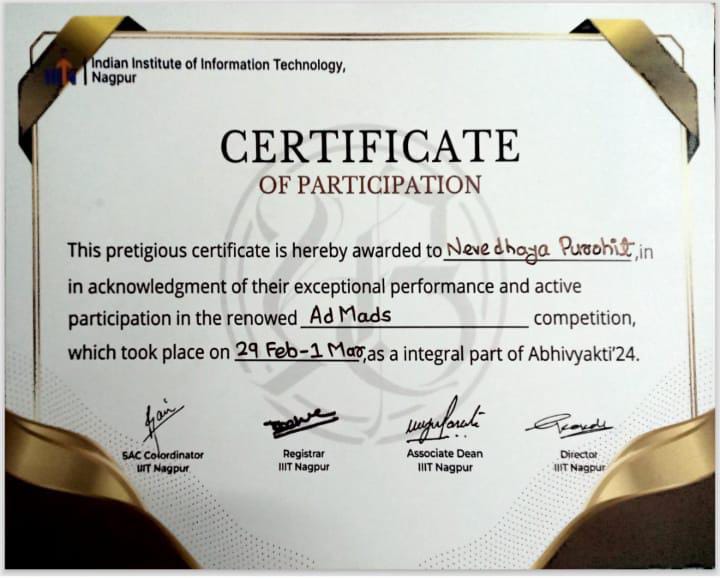 Indian Institute of Information Technology,
Nagpur
CERTIFICATE
OF PARTICIPATION
This pretigious certificate is hereby awarded to Nevedhaya Purohit, in
in acknowledgment of their exceptional performance and active
participation in the renowed Ad Mads competition,
which took place on 29 Feb-1 Mar, as a integral part of Abhivyakti'24.
SAC Coordinator
IIIT Nagpur
Registrar
IIIT Nagpur
Associate Dean
IIIT Nagpur
Director
IIIT Nagpur